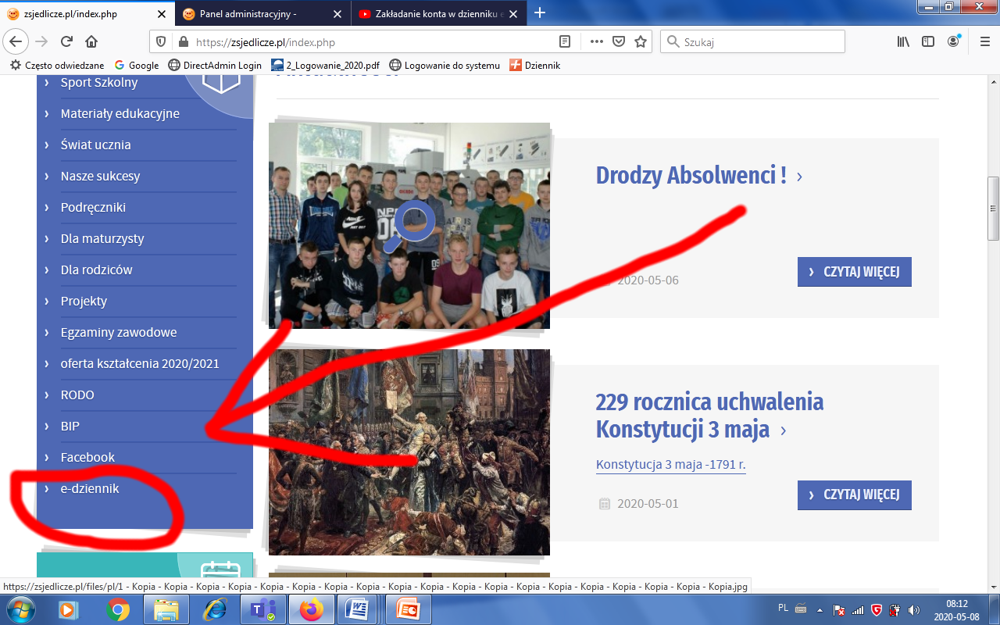 zsjedlicze.pl/index.php
Panel administracyjny -
Zakładanie konta w dzienniku e
https://zsjedlicze.pl/index.php
Szukaj
Często odwiedzane
Google
DirectAdmin Login
2_Logowanie_2020.pdf
Logowanie do systemu
Dziennik
Sport Szkolny
Materiały edukacyjne
Świat ucznia
Nasze sukcesy
Podręczniki
Dla maturzysty
Dla rodziców
Projekty
Egzaminy zawodowe
oferta kształcenia 2020/2021
RODO
BIP
Facebook
e-dziennik
Drodzy Absolwenci !
2020-05-06
CZYTAJ WIĘCEJ
229 rocznica uchwalenia
Konstytucji 3 maja
Konstytucja 3 maja -1791 r.
2020-05-01
CZYTAJ WIĘCEJ
https://zsjedlicze.pl/files/pl/1 - Kopia - Kopia - Kopia - Kopia - Kopia - Kopia - Kopia - Kopia - Kopia - Kopia - Kopia - Kopia - Kopia - Kopia - Kopia - Kopia - Kopia - Kopia.jpg
PL
08:12
2020-05-08